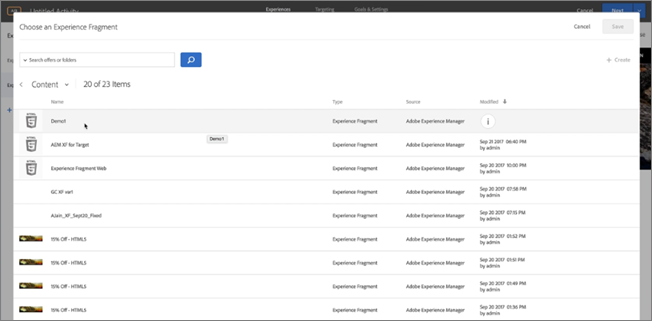 Untitled Activity
Experiences
Targeting
Goals & Settings
Cancel
Next
Choose an Experience Fragment
Cancel
Save
Search offers or folders
+ Create
Content
20 of 23 Items
Name Type Source Modified
Demo1 Experience Fragment Adobe Experience Manager i
Demo1
AEM XF for Target Experience Fragment Adobe Experience Manager Sep 21 2017 06:40 PM
by admin
Experience Fragment Web Experience Fragment Adobe Experience Manager Sep 20 2017 10:00 PM
by admin
GC XF vart Experience Fragment Adobe Experience Manager Sep 20 2017 07:38 PM
by admin
AJain_XF_Sept20_Fixed Experience Fragment Adobe Experience Manager Sep 20 2017 07:15 PM
by admin
15% Off - HTML5 Experience Fragment Adobe Experience Manager Sep 20 2017 01:52 PM
by admin
15% Off - HTML5 Experience Fragment Adobe Experience Manager Sep 20 2017 01:51 PM
by admin
15% Off - HTML5 Experience Fragment Adobe Experience Manager Sep 20 2017 01:49 PM
by admin
15% Off - HTML5 Experience Fragment Adobe Experience Manager Sep 20 2017 01:36 PM
by admin